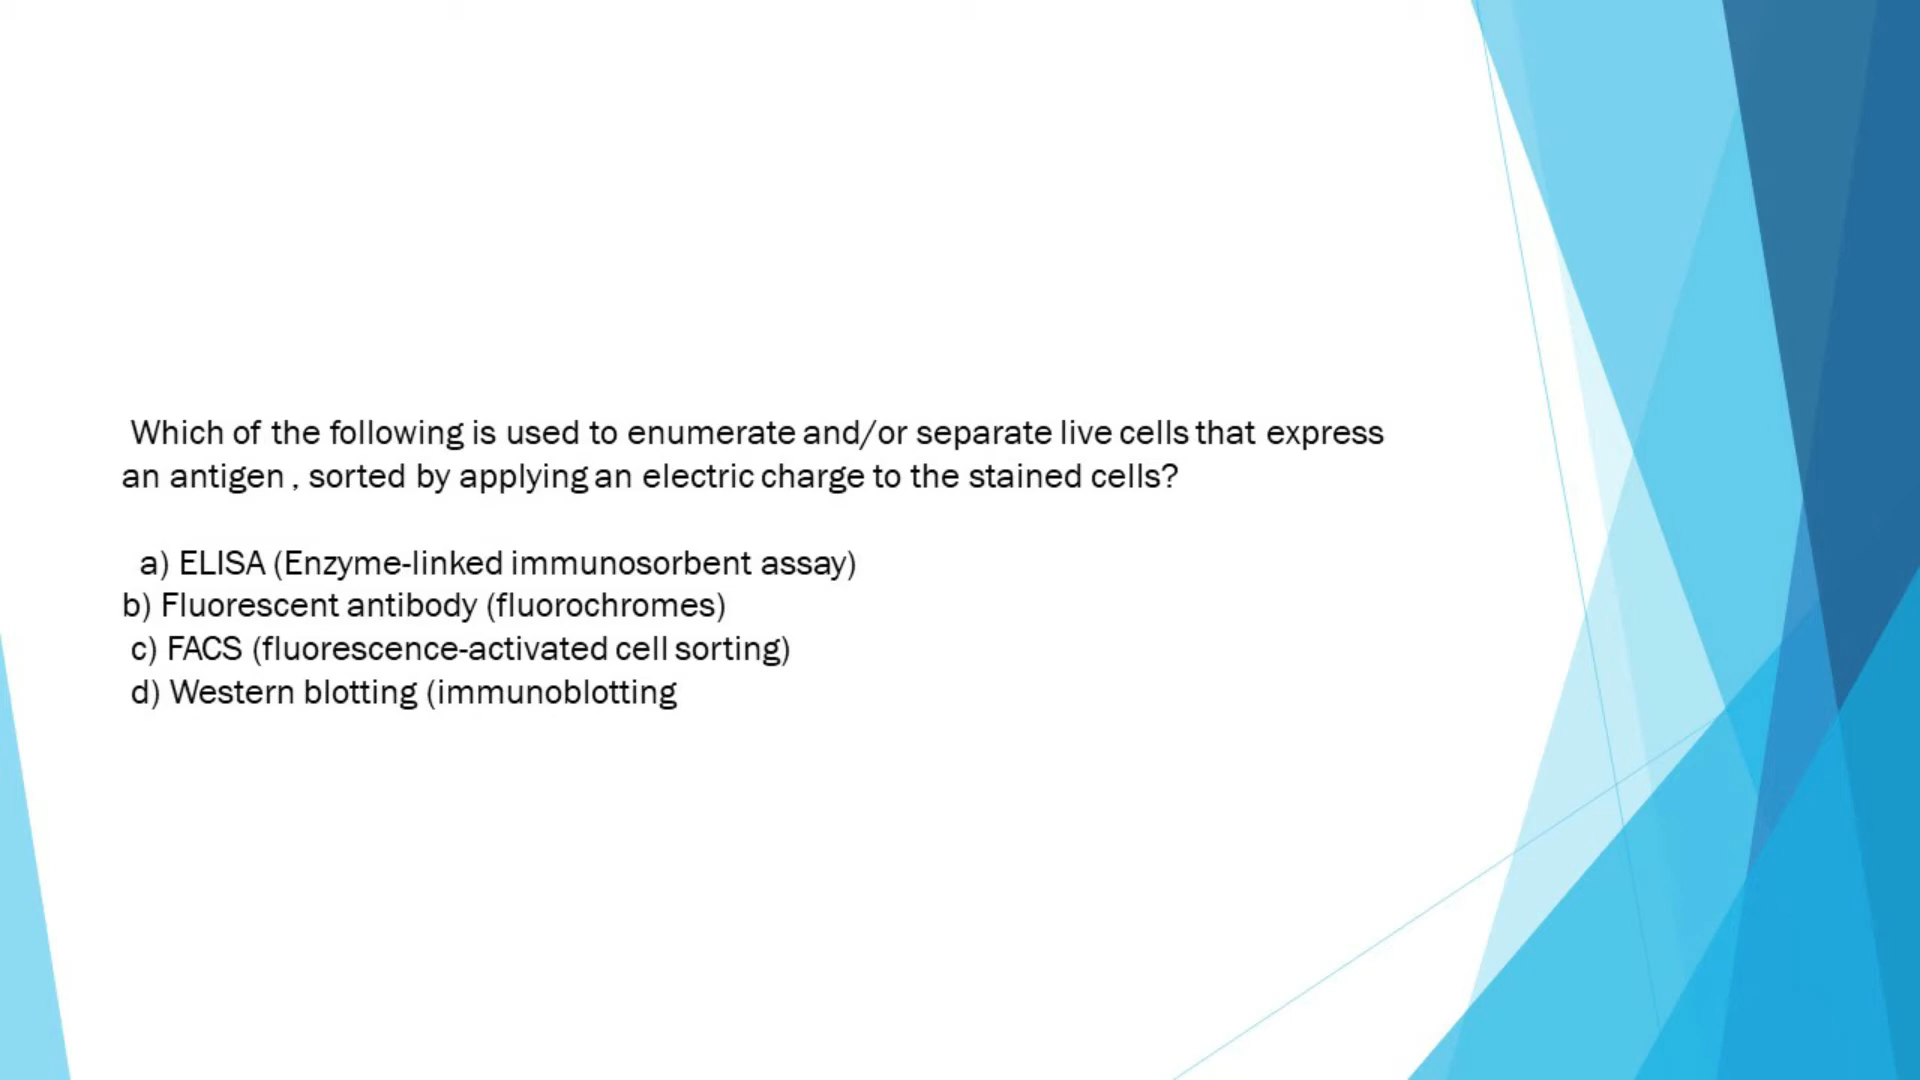 Which of the following is used to enumerate and/or separate live cells that express
an antigen , sorted by applying an electric charge to the stained cells?
a) ELISA (Enzyme-linked immunosorbent assay)
b) Fluorescent antibody (fluorochromes)
c) FACS (fluorescence-activated cell sorting)
d) Western blotting (immunoblotting